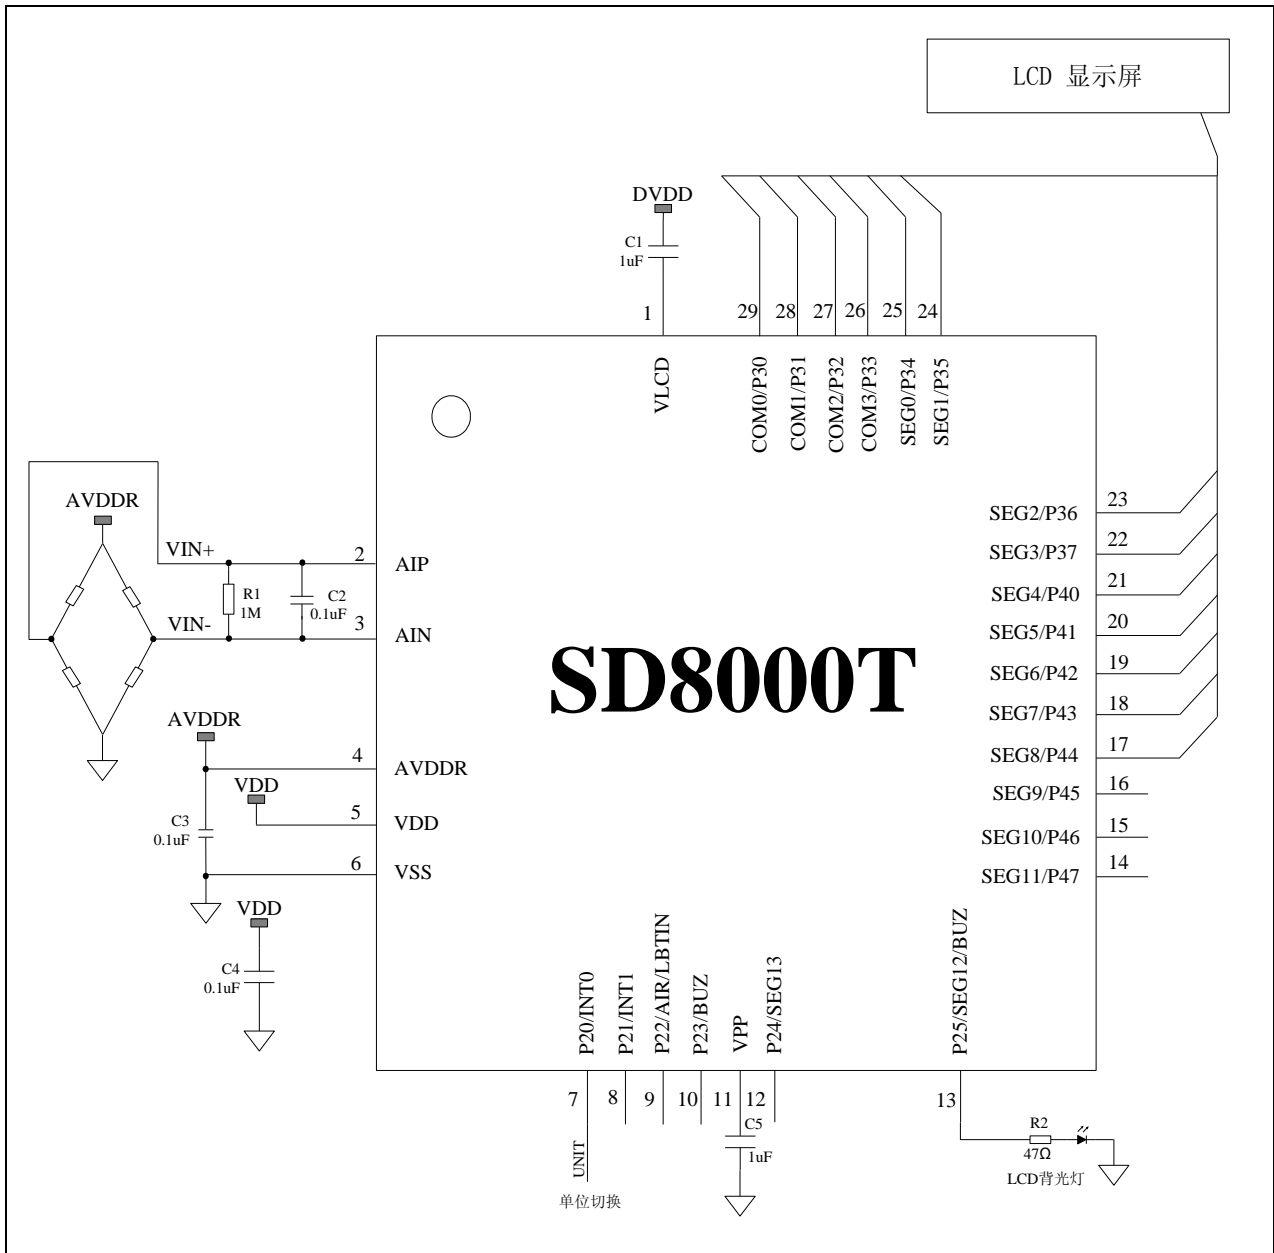 LCD 显示屏
DVDD
C1
1uF
1
29
28
27
26
25
24
VLCD
COM0/P30
COM1/P31
COM2/P32
COM3/P33
SEG0/P34
SEG1/P35
AVDDR
VIN+
2
AIP
R1
1M
C2
0.1uF
VIN-
3
AIN
SD8000T
SEG2/P36
23
SEG3/P37
22
SEG4/P40
21
SEG5/P41
20
SEG6/P42
19
SEG7/P43
18
SEG8/P44
17
SEG9/P45
16
SEG10/P46
15
SEG11/P47
14
AVDDR
4
AVDDR
VDD
5
VDD
C3
0.1uF
6
VSS
VDD
C4
0.1uF
P20/INT0
P21/INT1
P22/AIR/LBTIN
P23/BUZ
VPP
P24/SEG13
P25/SEG12/BUZ
7
8
9
10
11
12
13
UNIT
单位切换
C5
1uF
R2
47Ω
LCD背光灯